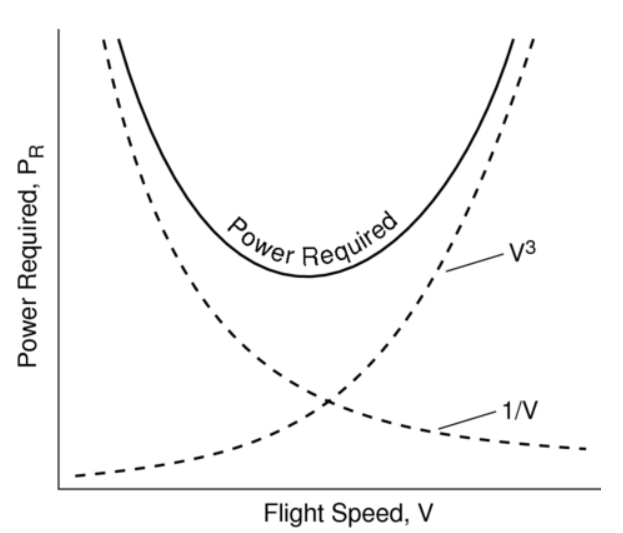 Power Required, P_R
Power Required
V³
1/V
Flight Speed, V